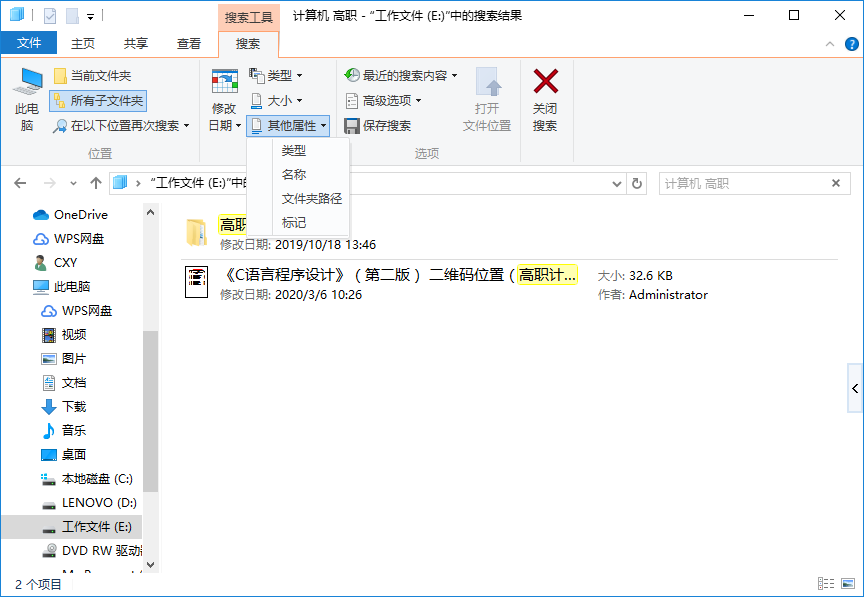 搜索工具
计算机 高职 - “工作文件 (E:)”中的搜索结果
文件
主页
共享
查看
搜索
此电脑
当前文件夹
所有子文件夹
在以下位置再次搜索
位置
修改日期
类型
大小
其他属性
最近的搜索内容
高级选项
保存搜索
选项
打开文件位置
关闭搜索
类型
名称
文件夹路径
标记
“工作文件 (E:)”中的
计算机 高职
OneDrive
WPS网盘
CXY
此电脑
WPS网盘
视频
图片
文档
下载
音乐
桌面
本地磁盘 (C:)
LENOVO (D:)
工作文件 (E:)
DVD RW 驱动
高职
修改日期: 2019/10/18 13:46
《C语言程序设计》（第二版）二维码位置（高职计...
修改日期: 2020/3/6 10:26
大小: 32.6 KB
作者: Administrator
2 个项目